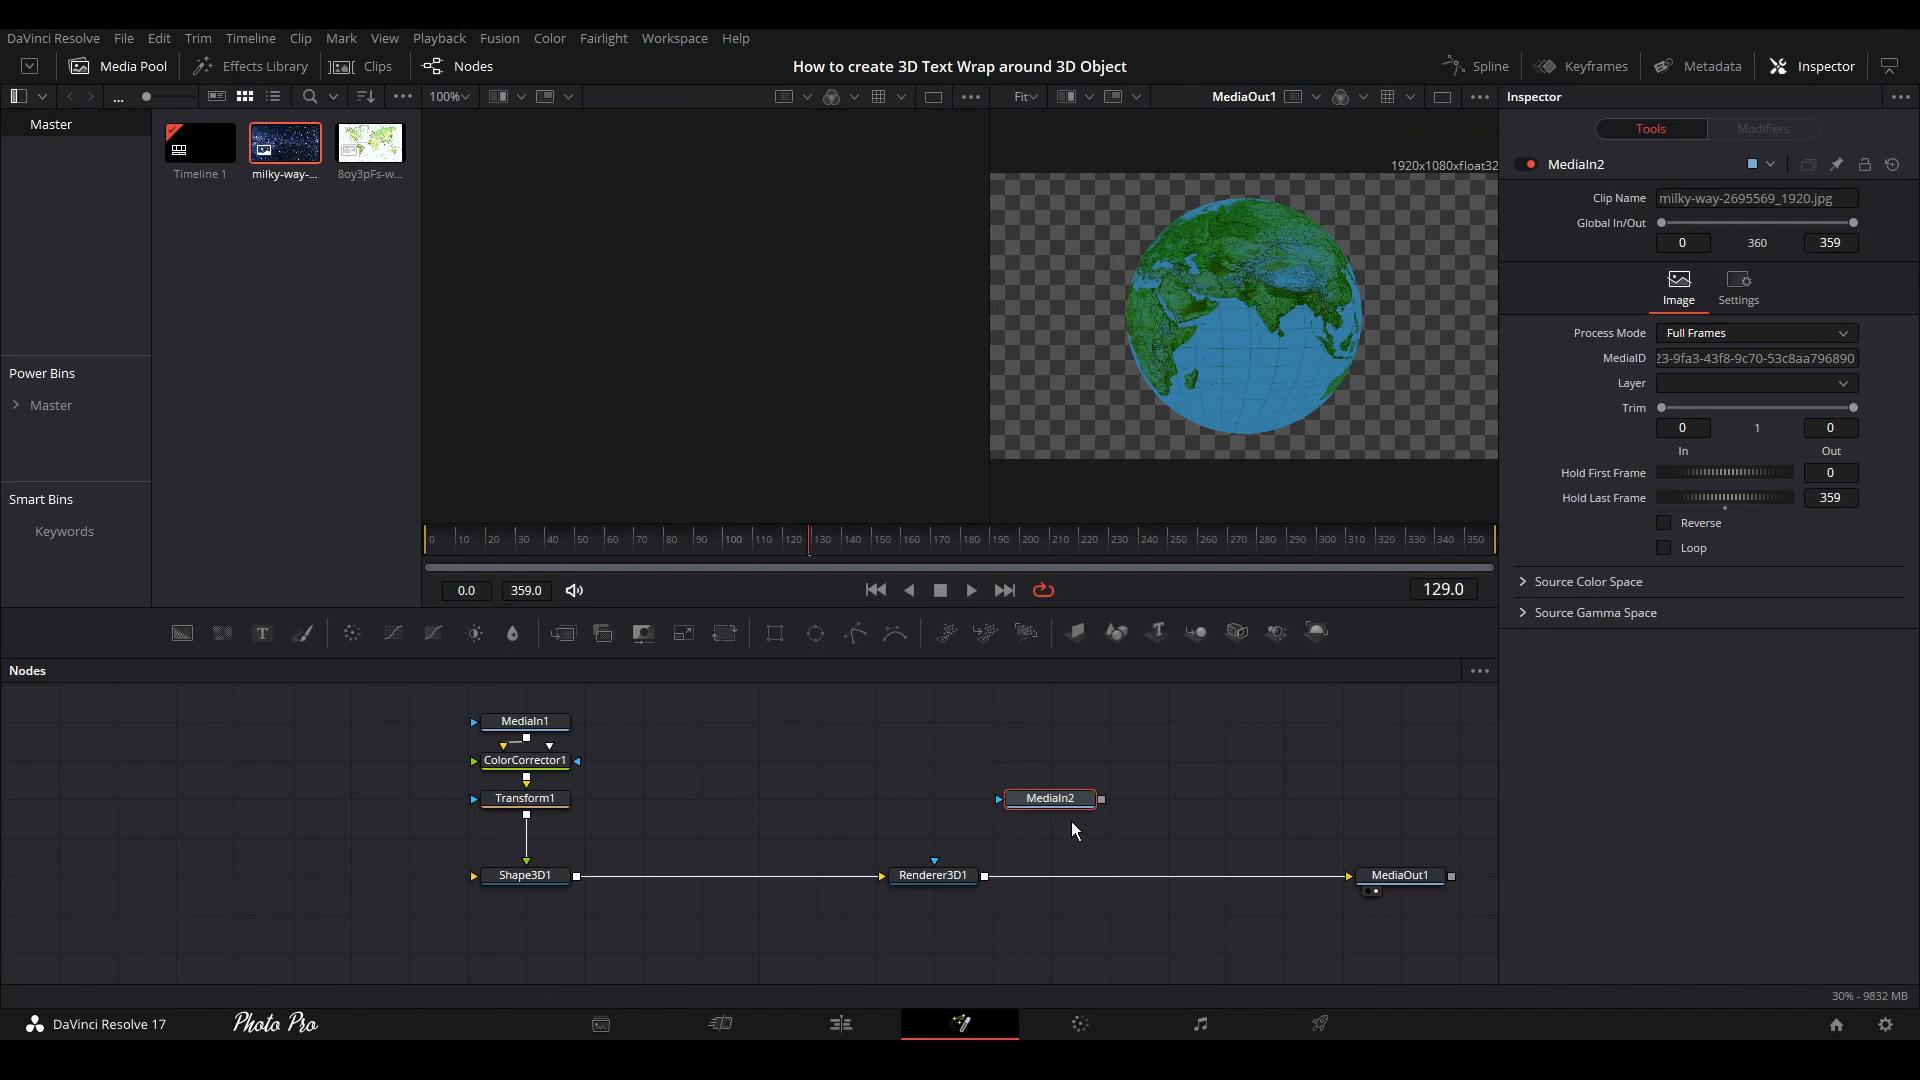 DaVinci Resolve File Edit Trim Timeline Clip Mark View Playback Fusion Color Fairlight Workspace Help
Media Pool Effects Library Clips Nodes How to create 3D Text Wrap around 3D Object Spline Keyframes Metadata Inspector
... 100% Fit MediaOut1 Inspector
Master
Timeline 1 milky-way-... 8oy3pFs-w...
Power Bins
Master
Smart Bins
Keywords
1920x1080xfloat32
0 10 20 30 40 50 60 70 80 90 100 110 120 130 140 150 160 170 180 190 200 210 220 230 240 250 260 270 280 290 300 310 320 330 340 350
0.0 359.0 129.0
Tools Modifiers
MediaIn2
Clip Name milky-way-2695569_1920.jpg
Global In/Out
0 360 359
Image Settings
Process Mode Full Frames
MediaID 23-9fa3-43f8-9c70-53c8aa796890
Layer
Trim
0 1 0
In Out
Hold First Frame 0
Hold Last Frame 359
Reverse
Loop
Source Color Space
Source Gamma Space
T T
Nodes
MediaIn1
ColorCorrector1
Transform1 MediaIn2
Shape3D1 Renderer3D1 MediaOut1
30% - 9832 MB
DaVinci Resolve 17 Photo Pro